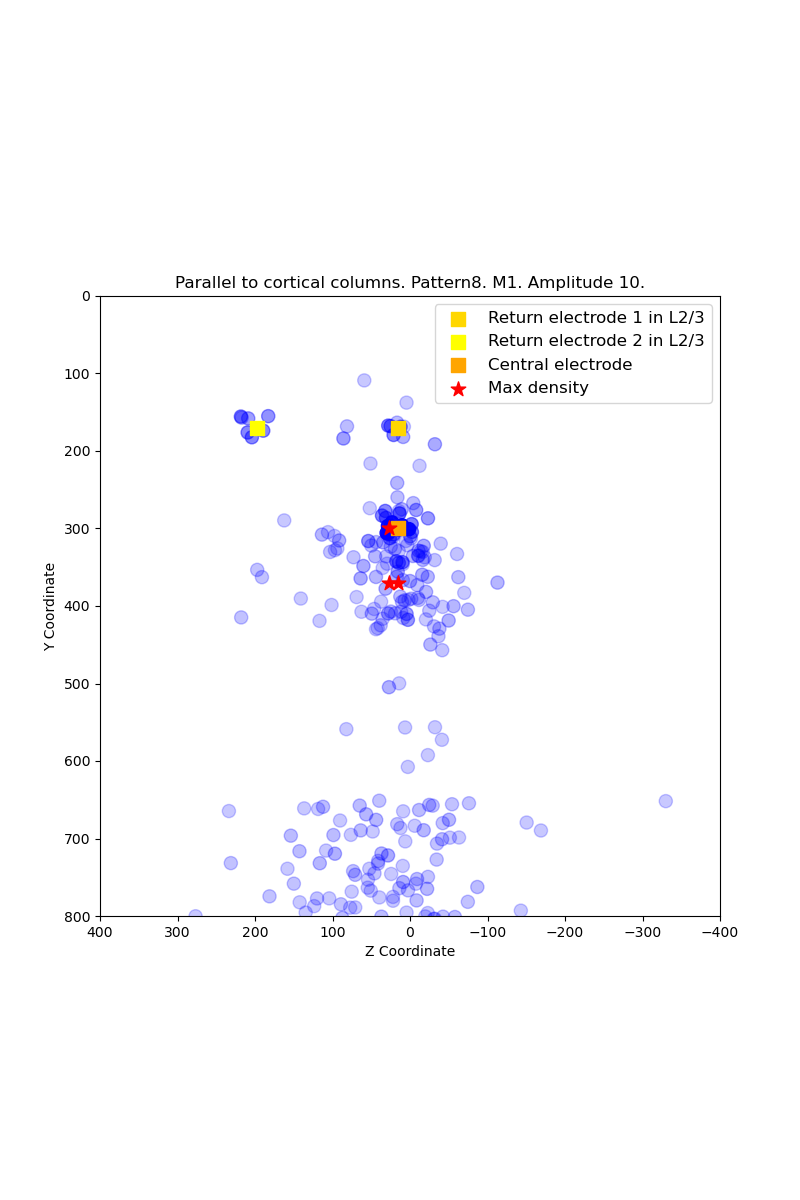 Parallel to cortical columns. Pattern8. M1. Amplitude 10.
Return electrode 1 in L2/3
Return electrode 2 in L2/3
Central electrode
Max density
0
100
200
300
400
500
600
700
800
Y Coordinate
400 300 200 100 0 −100 −200 −300 −400
Z Coordinate